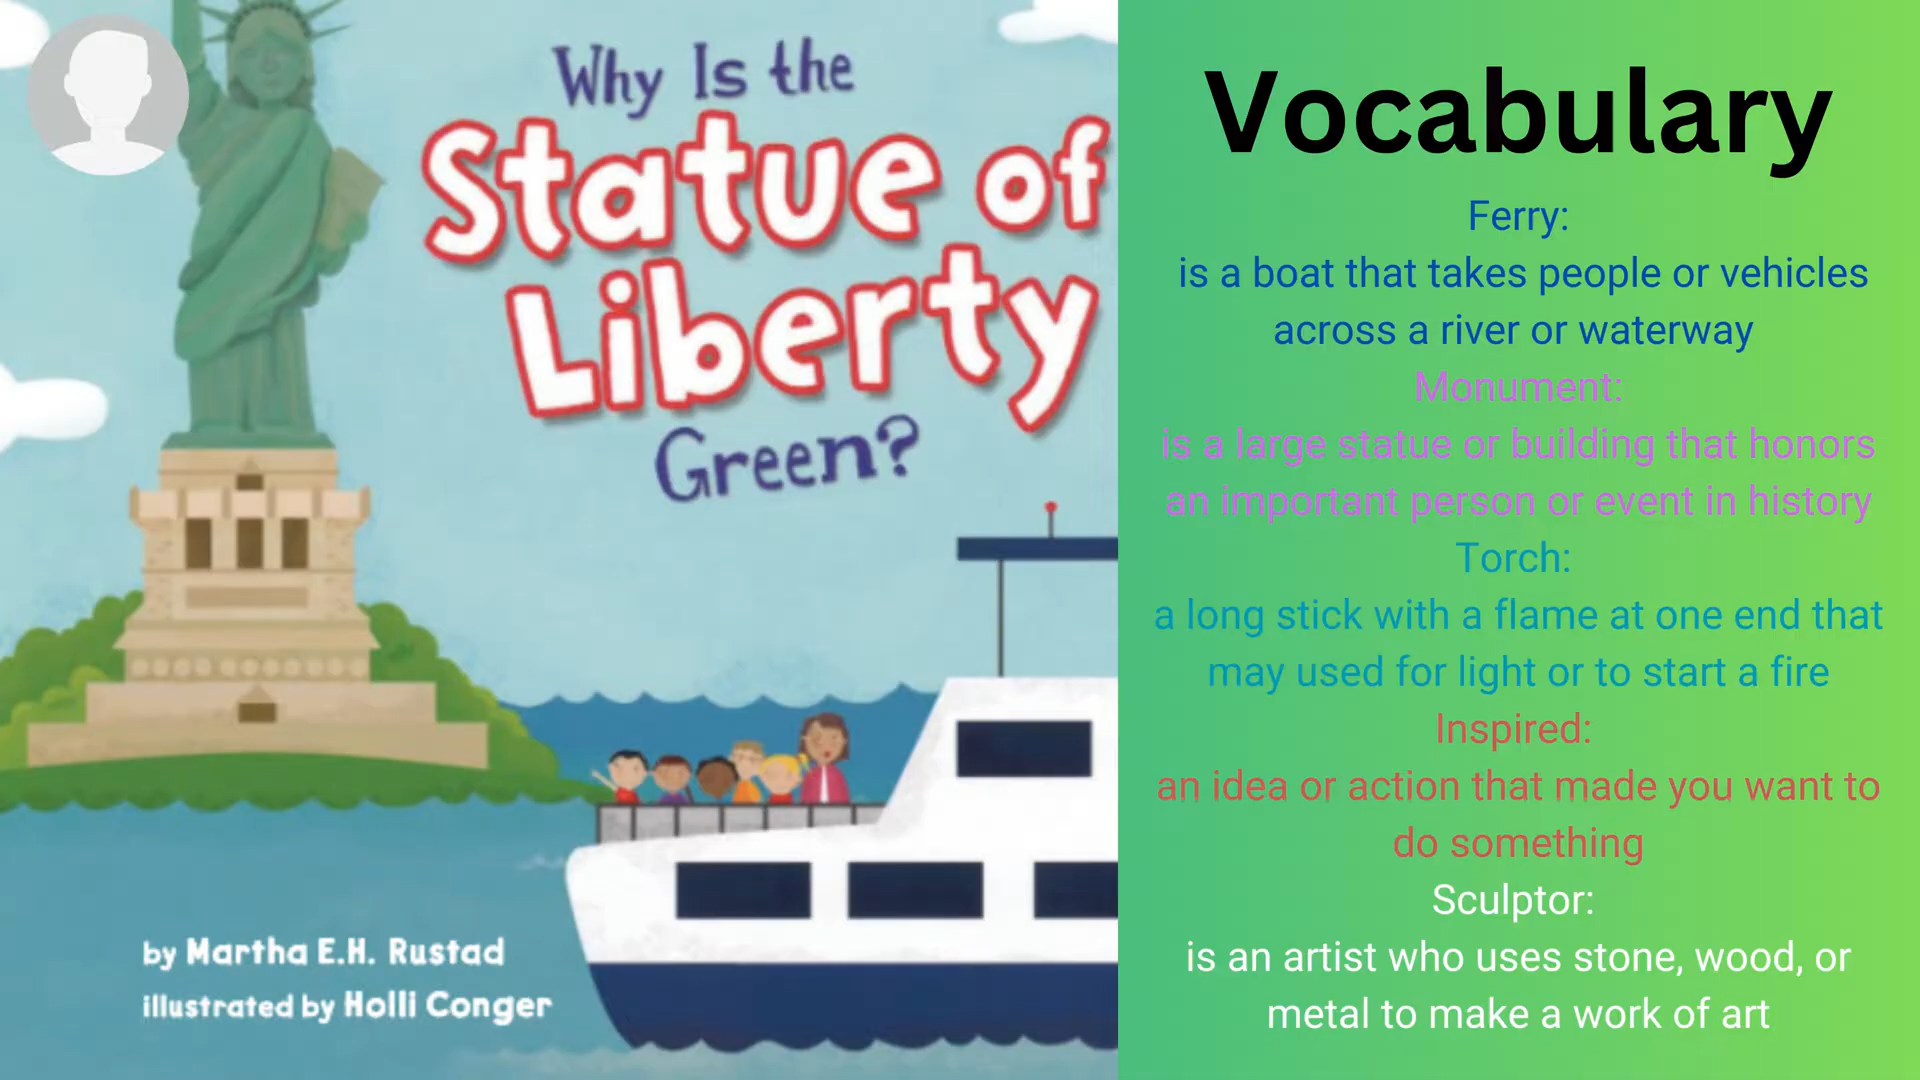 Why Is the
Statue of
Liberty
Green?
by Martha E.H. Rustad
illustrated by Holli Conger
Vocabulary
Ferry:
is a boat that takes people or vehicles
across a river or waterway
Monument:
is a large statue or building that honors
an important person or event in history
Torch:
a long stick with a flame at one end that
may used for light or to start a fire
Inspired:
an idea or action that made you want to
do something
Sculptor:
is an artist who uses stone, wood, or
metal to make a work of art